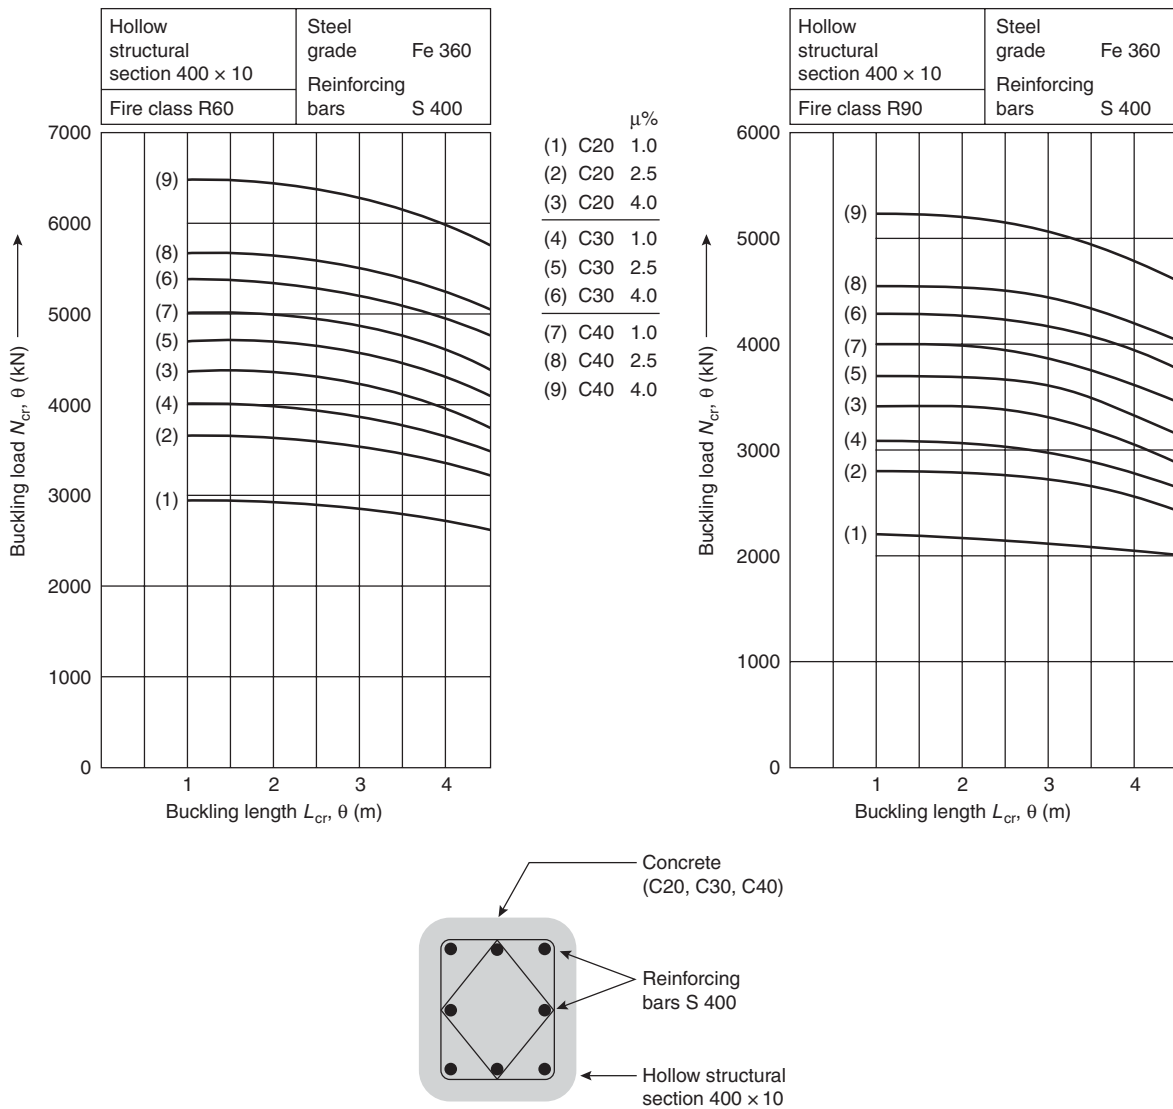 Hollow
structural
section 400 × 10
Fire class R60
Steel
grade Fe 360
Reinforcing
bars S 400
7000
6000
5000
4000
3000
2000
1000
0
Buckling load Ncr, θ (kN)
(9)
(8)
(6)
(7)
(5)
(3)
(4)
(2)
(1)
1 2 3 4
Buckling length Lcr, θ (m)
μ%
(1) C20 1.0
(2) C20 2.5
(3) C20 4.0
(4) C30 1.0
(5) C30 2.5
(6) C30 4.0
(7) C40 1.0
(8) C40 2.5
(9) C40 4.0
Hollow
structural
section 400 × 10
Fire class R90
Steel
grade Fe 360
Reinforcing
bars S 400
6000
5000
4000
3000
2000
1000
0
Buckling load Ncr, θ (kN)
(9)
(8)
(6)
(7)
(5)
(3)
(4)
(2)
(1)
1 2 3 4
Buckling length Lcr, θ (m)
Concrete
(C20, C30, C40)
Reinforcing
bars S 400
Hollow structural
section 400 × 10